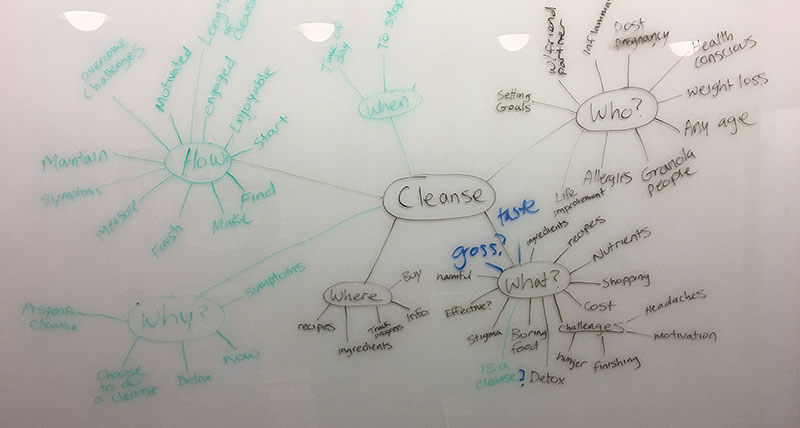 Cleanse
How
overcome
challenges
Motivated
Length
of
cleanse
engaged
Enjoyable
Start
Find
Make
Finish
Measure
symptoms
Maintain
When
Time of
day
To stop
Who?
Setting
Goals
w/friend
partner
Post
pregnancy
Health
conscious
weight loss
Any age
Granola
people
Allergies
Life
improvement
What?
gross?
taste
ingredients
recipes
Nutrients
Shopping
Cost
challenges
Headaches
motivation
finishing
hunger
Detox
Is a
cleanse?
Boring
food
Stigma
Effective?
harmful
Where
Buy
info.
Track
progress
ingredients
recipes
Why?
symptoms
now
Detox
Choose
to do
a cleanse
A specific
cleanse